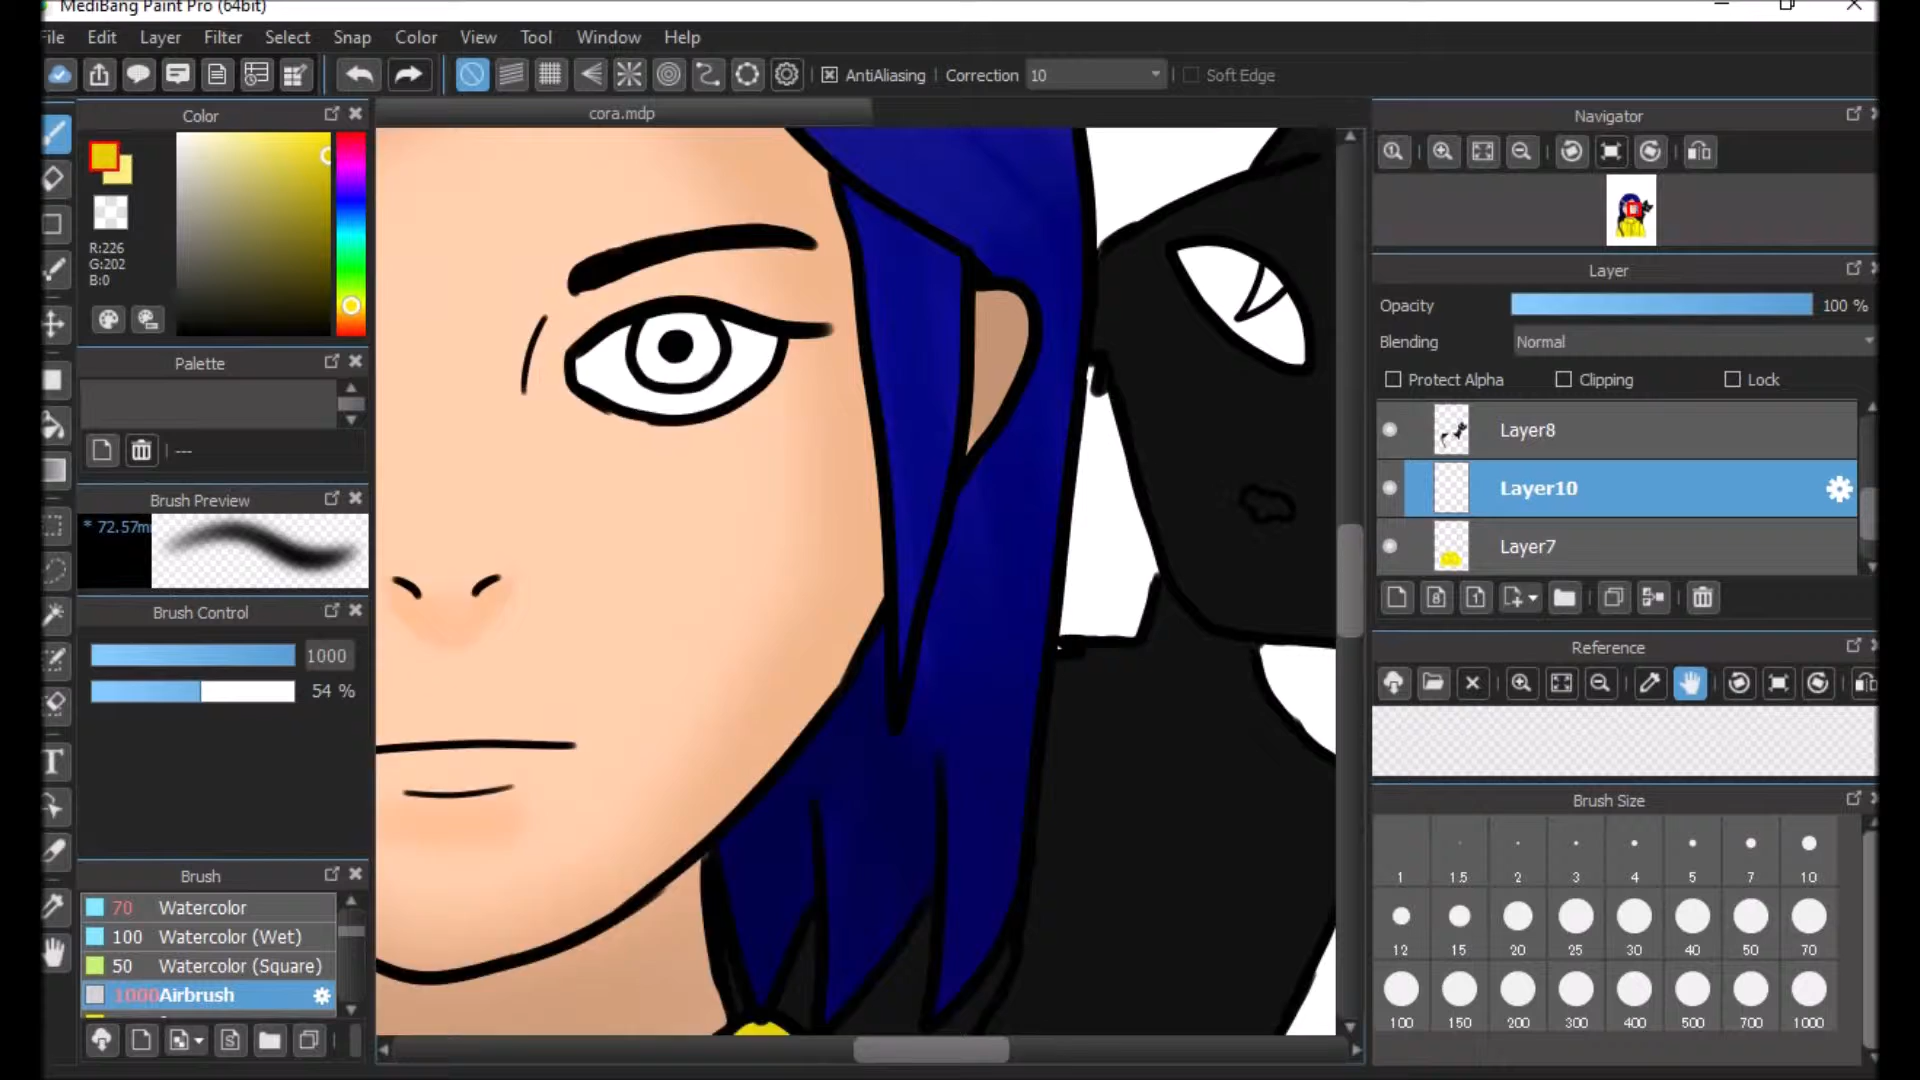 MediBang Paint Pro (64bit)
File Edit Layer Filter Select Snap Color View Tool Window Help
AntiAliasing Correction 10 Soft Edge
cora.mdp
Color
R:226
G:202
B:0
Palette
---
Brush Preview
* 72.57m
Brush Control
1000
54 %
Brush
70 Watercolor
100 Watercolor (Wet)
50 Watercolor (Square)
1000 Airbrush
Navigator
Layer
Opacity 100 %
Blending Normal
Protect Alpha Clipping Lock
Layer8
Layer10
Layer7
Reference
Brush Size
1 1.5 2 3 4 5 7 10
12 15 20 25 30 40 50 70
100 150 200 300 400 500 700 1000